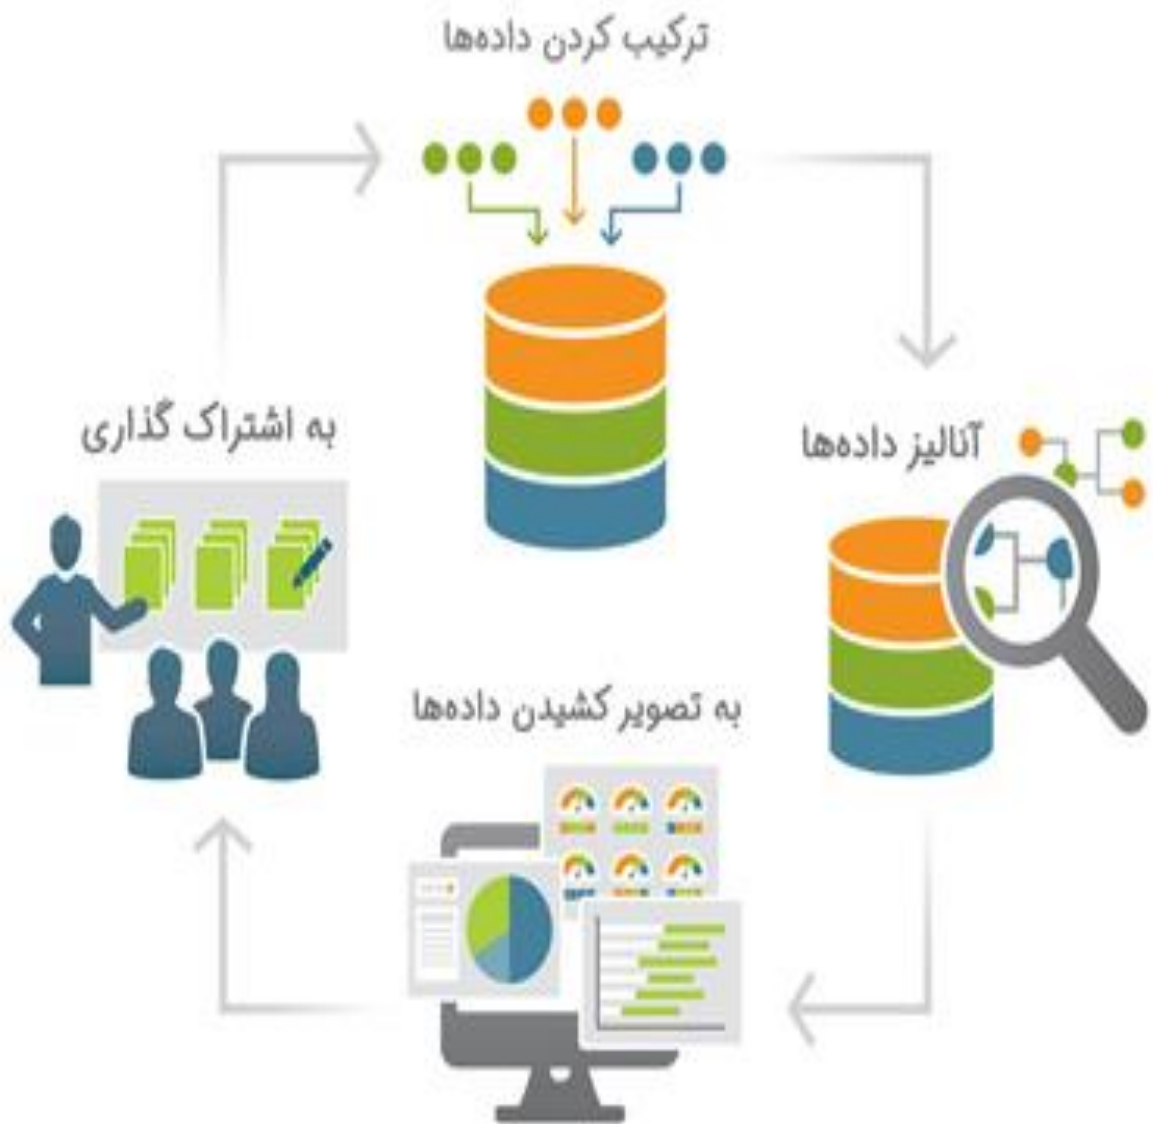 ترکیب کردن داده‌ها
آنالیز داده‌ها
به تصویر کشیدن داده‌ها
به اشتراک گذاری